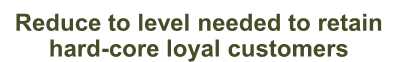 Reduce to level needed to retain
hard-core loyal customers